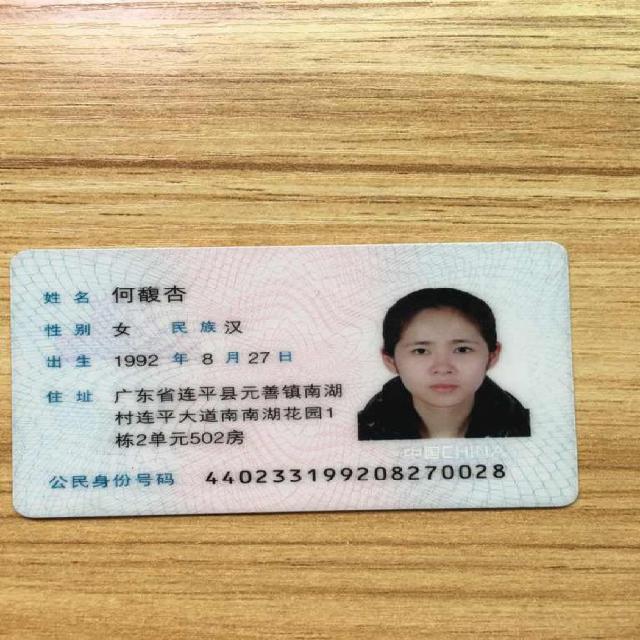 姓名 何馥杏
性别 女 民族 汉
出生 1992 年 8 月 27 日
住址 广东省连平县元善镇南湖
村连平大道南南湖花园1
栋2单元502房
中国CHINA
公民身份号码 440233199208270028